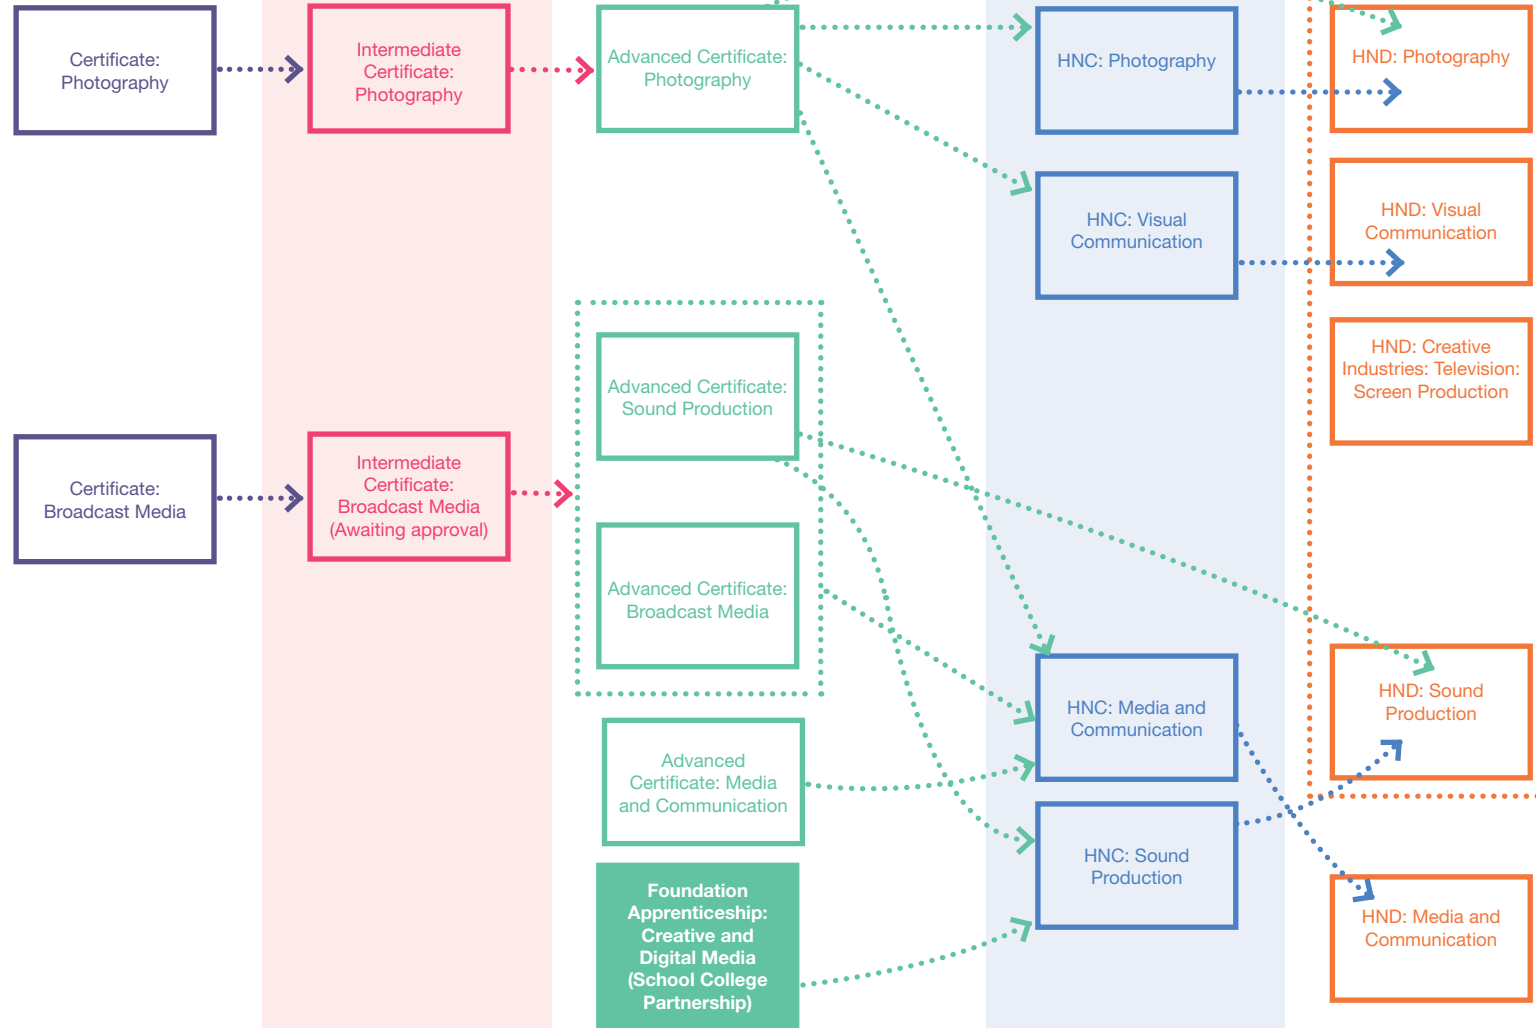 Certificate:
Photography
Intermediate
Certificate:
Photography
Advanced Certificate:
Photography
HNC: Photography
HND: Photography
HNC: Visual
Communication
HND: Visual
Communication
HND: Creative
Industries: Television:
Screen Production
Advanced Certificate:
Sound Production
Certificate:
Broadcast Media
Intermediate
Certificate:
Broadcast Media
(Awaiting approval)
Advanced Certificate:
Broadcast Media
HNC: Media and
Communication
HND: Sound
Production
Advanced
Certificate: Media
and Communication
HNC: Sound
Production
Foundation
Apprenticeship:
Creative and
Digital Media
(School College
Partnership)
HND: Media and
Communication